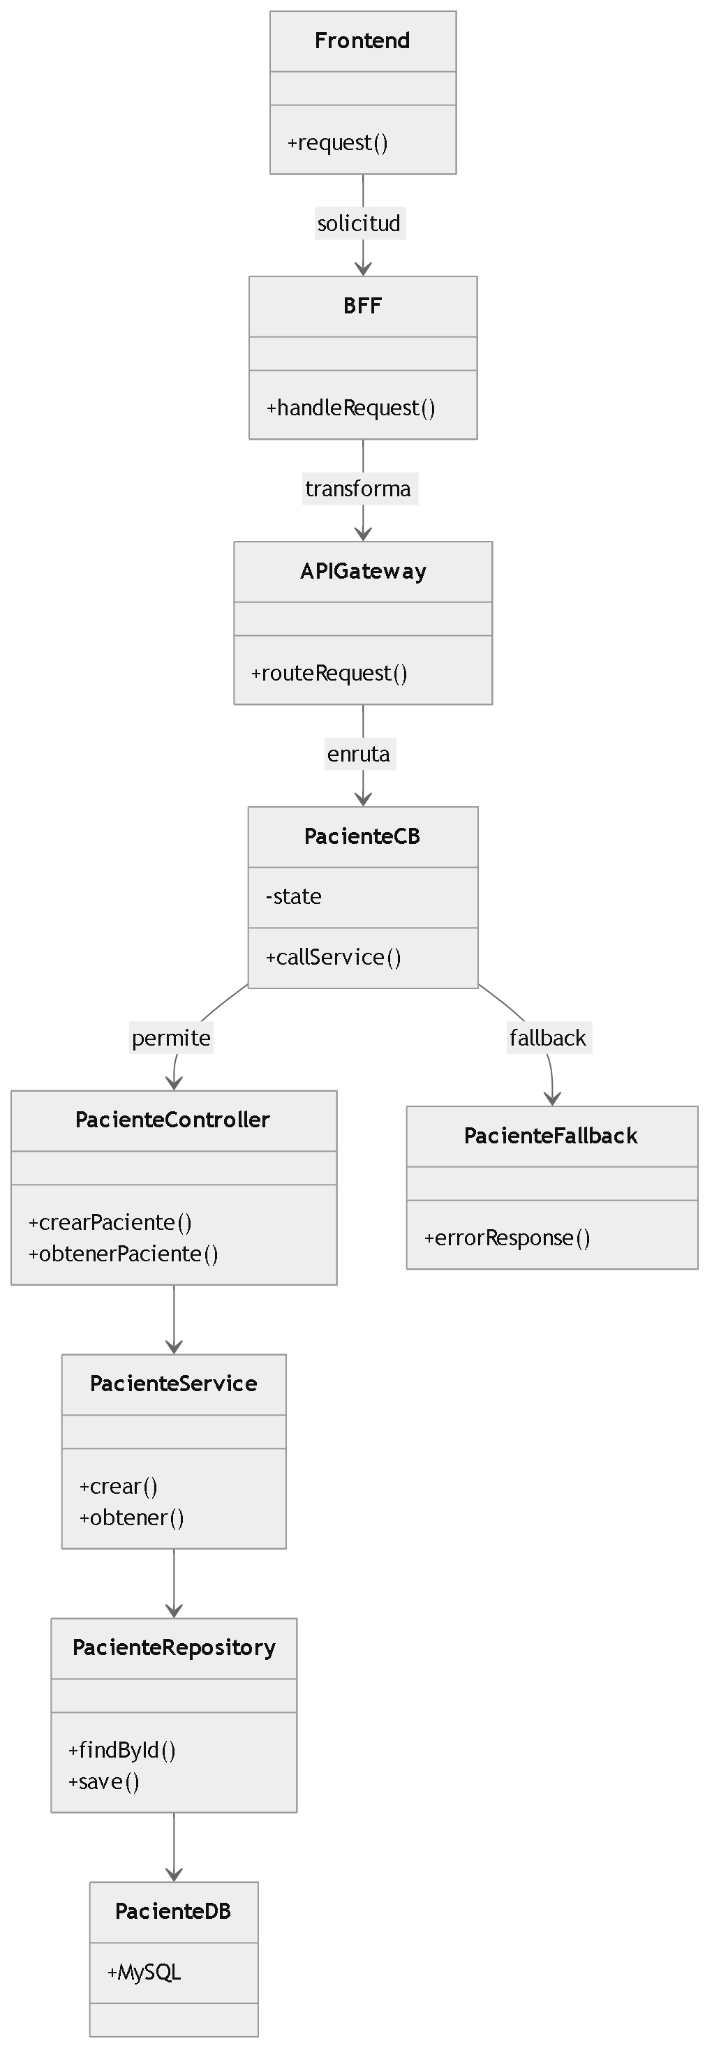 Frontend
+request()
solicitud
BFF
+handleRequest()
transforma
APIGateway
+routeRequest()
enruta
PacienteCB
-state
+callService()
permite
fallback
PacienteController
+crearPaciente()
+obtenerPaciente()
PacienteFallback
+errorResponse()
PacienteService
+crear()
+obtener()
PacienteRepository
+findById()
+save()
PacienteDB
+MySQL